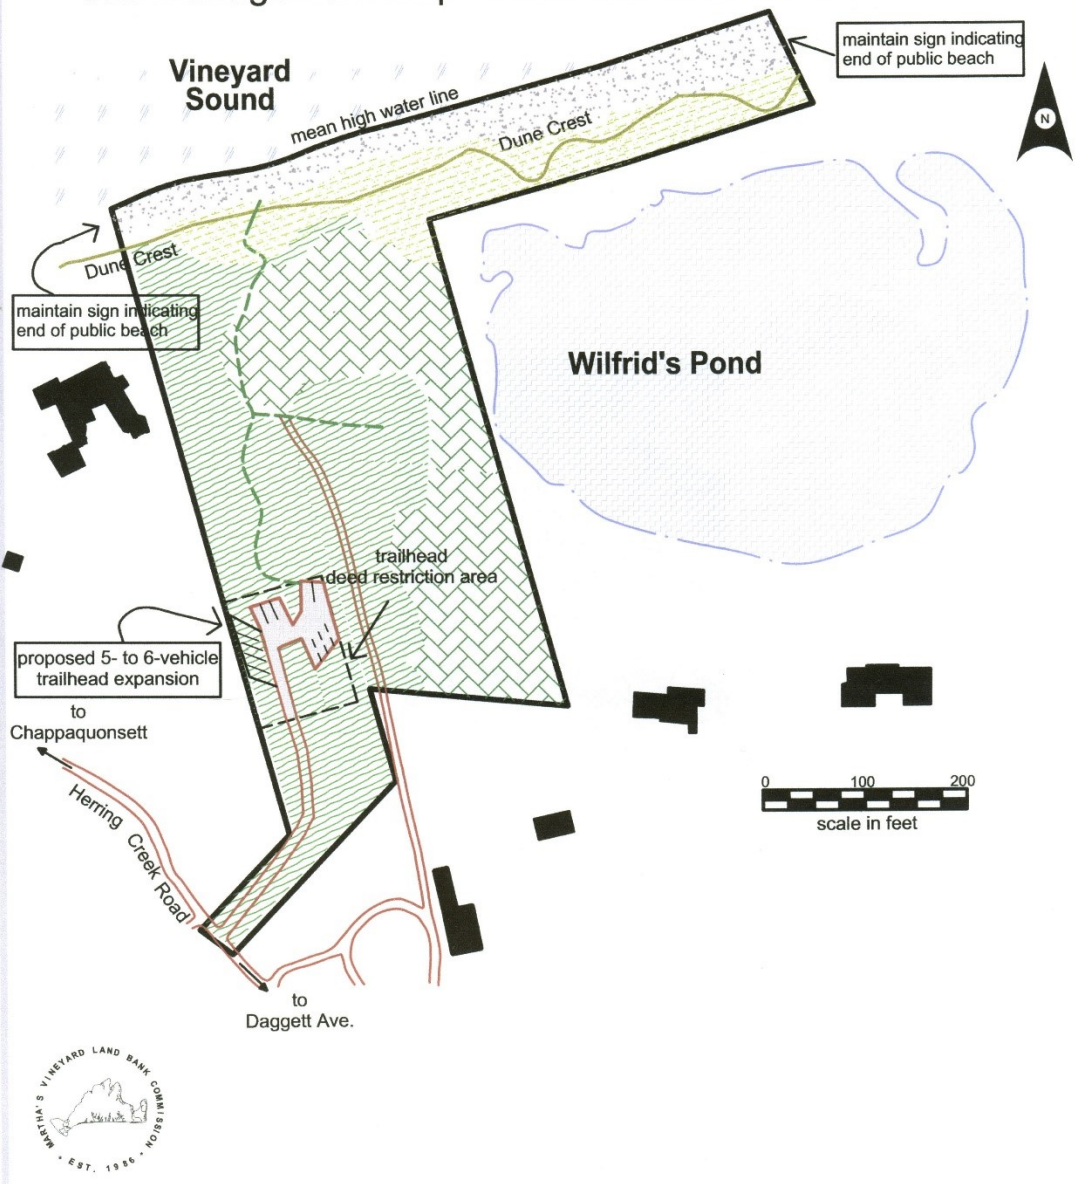 Vineyard
Sound
maintain sign indicating
end of public beach
N
mean high water line
Dune Crest
Dune Crest
maintain sign indicating
end of public beach
Wilfrid's Pond
trailhead
deed restriction area
proposed 5- to 6-vehicle
trailhead expansion
to
Chappaquonsett
0 100 200
scale in feet
Herring Creek Road
to
Daggett Ave.
MARTHA'S VINEYARD LAND BANK COMMISSION
• EST. 1986 •